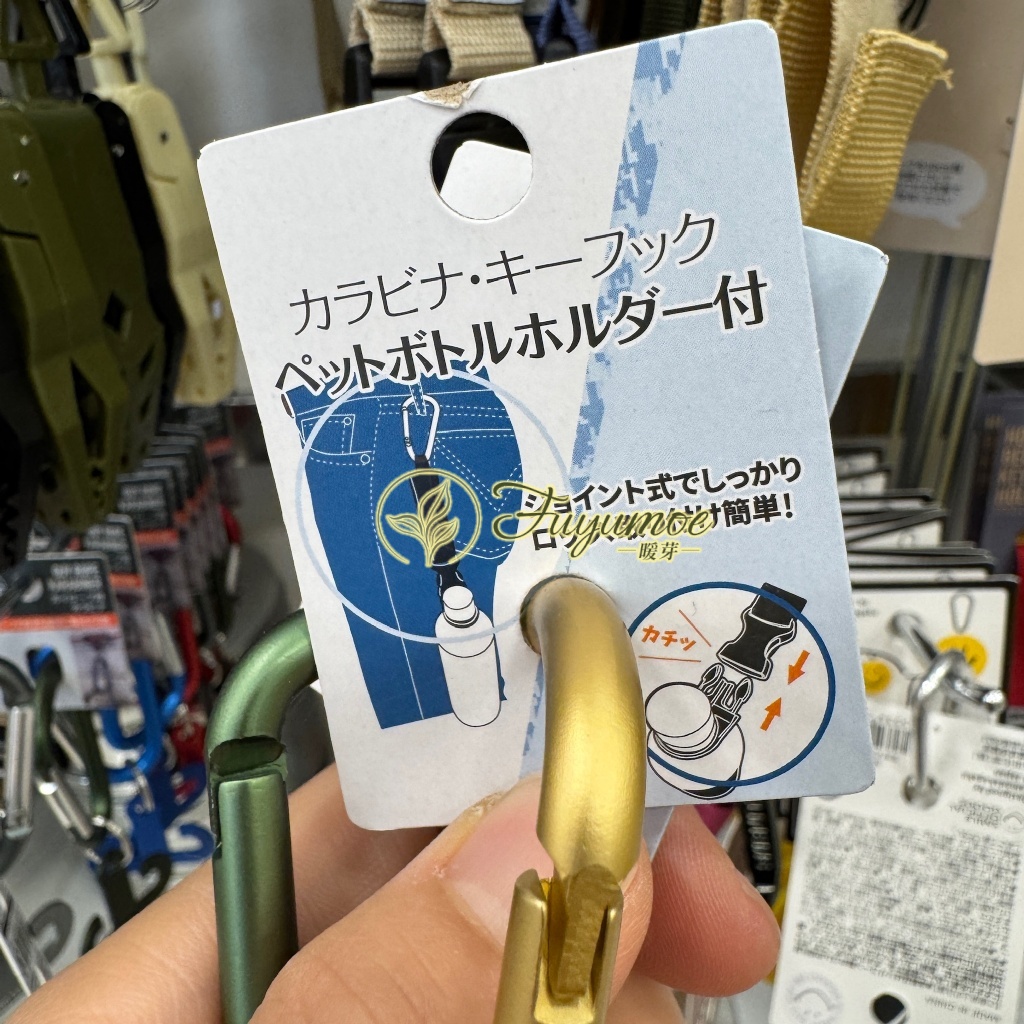 カラビナ・キーフック
ペットボトルホルダー付
ジョイント式でしっかり
簡単!
カチッ
Fuyumoe
暖芽